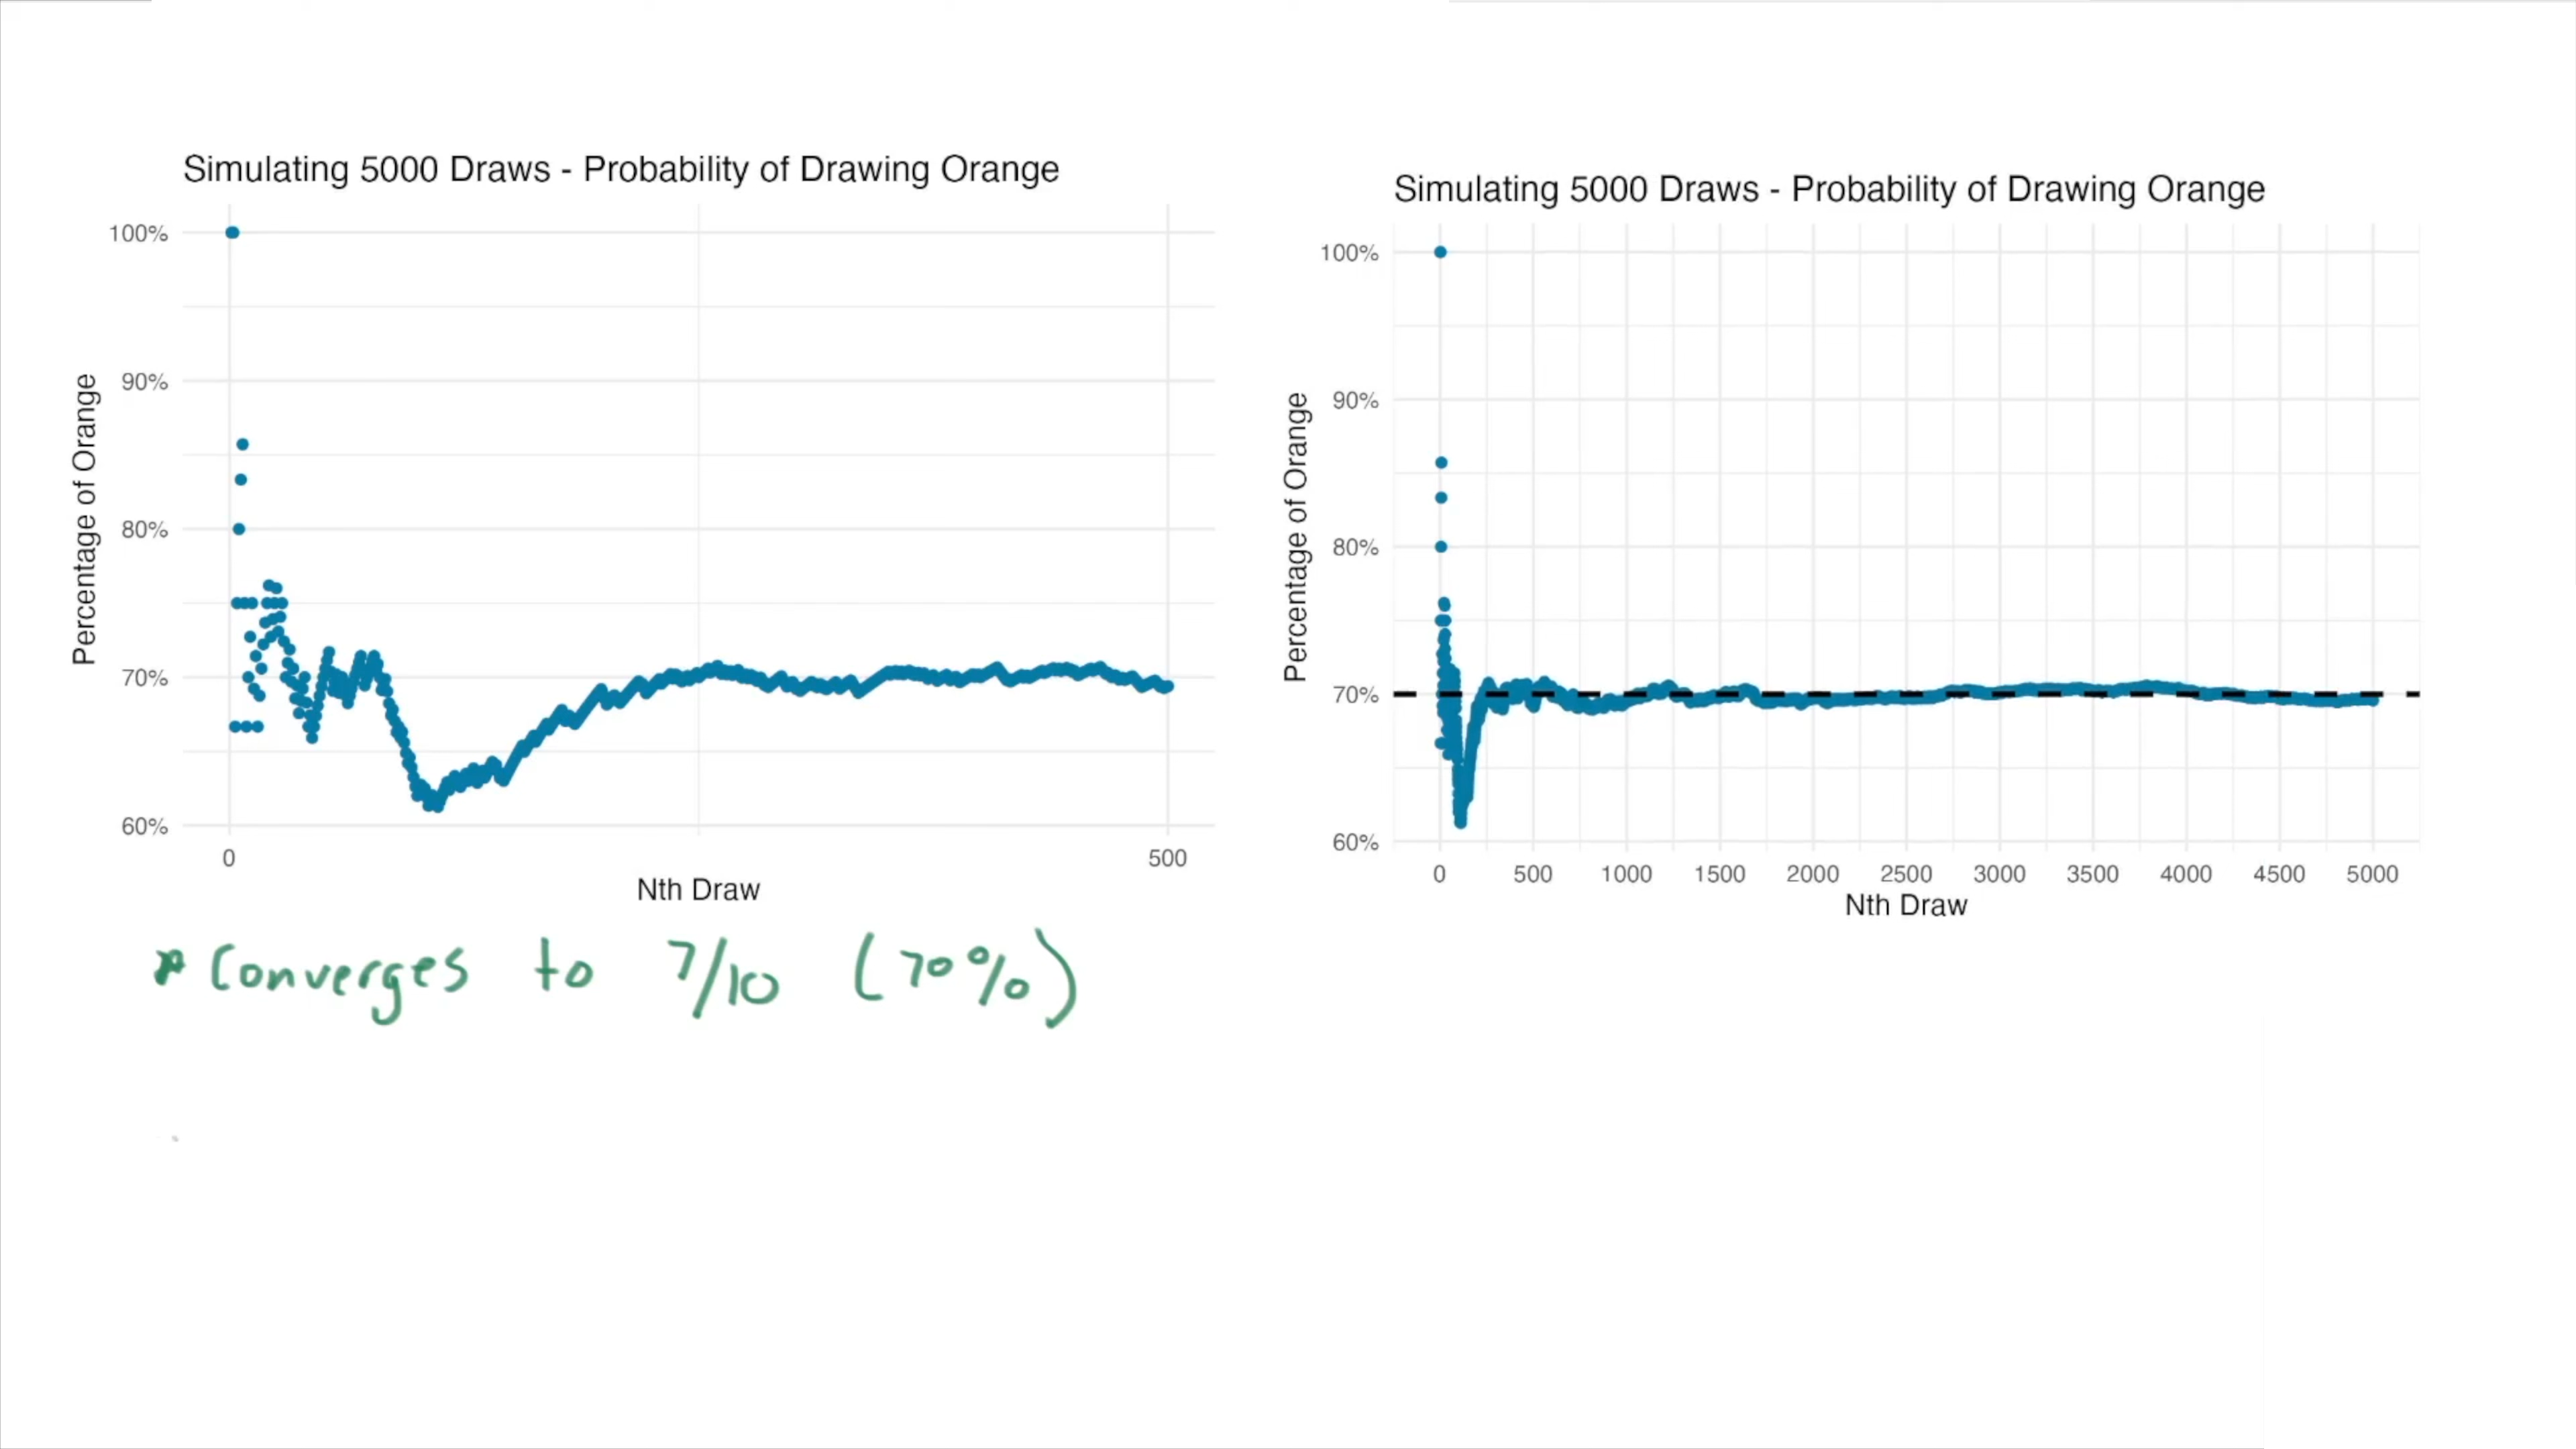 Simulating 5000 Draws - Probability of Drawing Orange
100%
90%
80%
70%
60%
Percentage of Orange
0 500
Nth Draw
* Converges to 7/10 (70%)
Simulating 5000 Draws - Probability of Drawing Orange
100%
90%
80%
70%
60%
Percentage of Orange
0 500 1000 1500 2000 2500 3000 3500 4000 4500 5000
Nth Draw